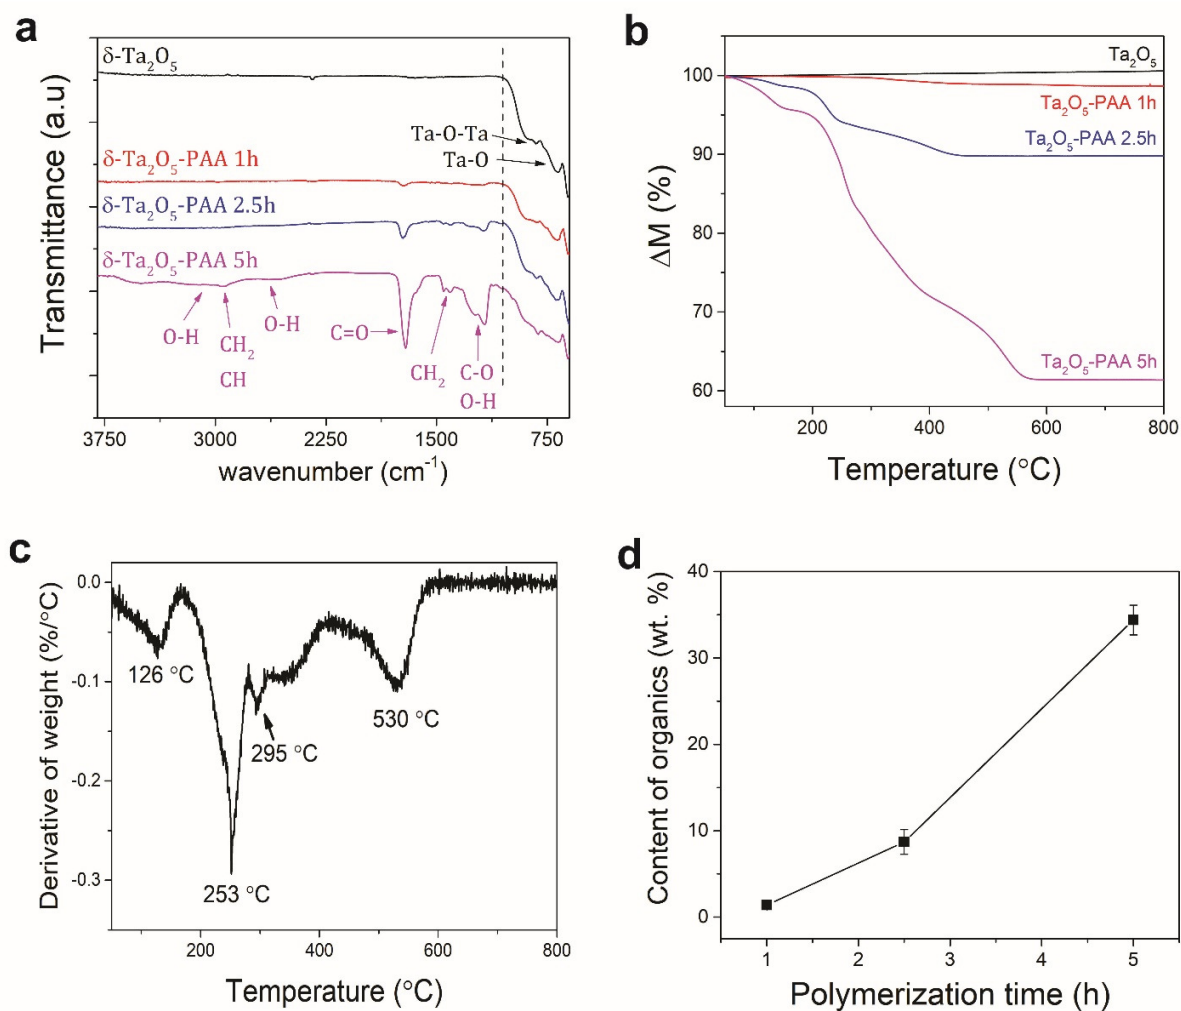 a
δ-Ta₂O₅
Ta-O-Ta
Ta-O
δ-Ta₂O₅-PAA 1h
δ-Ta₂O₅-PAA 2.5h
δ-Ta₂O₅-PAA 5h
O-H
CH₂
CH
O-H
C=O
CH₂
C-O
O-H
Transmittance (a.u)
3750 3000 2250 1500 750
wavenumber (cm⁻¹)
b
Ta₂O₅
Ta₂O₅-PAA 1h
Ta₂O₅-PAA 2.5h
Ta₂O₅-PAA 5h
ΔM (%)
100
90
80
70
60
200 400 600 800
Temperature (°C)
c
Derivative of weight (%/°C)
0.0
-0.1
-0.2
-0.3
126 °C
253 °C
295 °C
530 °C
200 400 600 800
Temperature (°C)
d
Content of organics (wt. %)
40
30
20
10
0
1 2 3 4 5
Polymerization time (h)